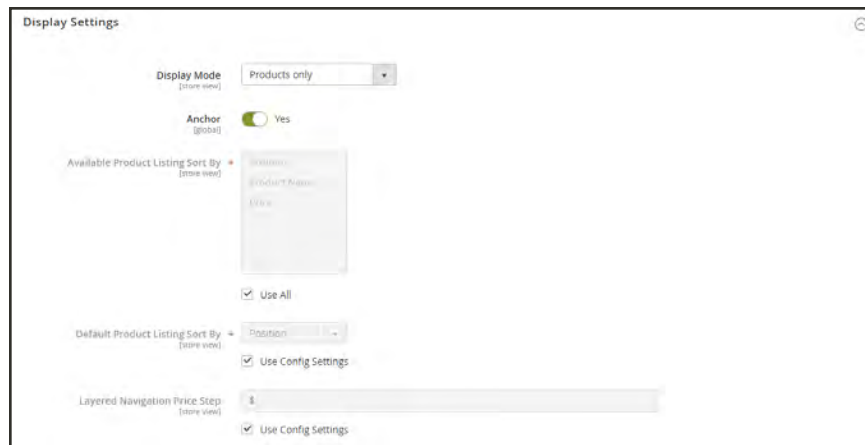 Display Settings
Display Mode
[store view]
Products only
Anchor
[global]
Yes
Available Product Listing Sort By *
[store view]
Position
Product Name
Price
Use All
Default Product Listing Sort By *
[store view]
Position
Use Config Settings
Layered Navigation Price Step
[store view]
$
Use Config Settings